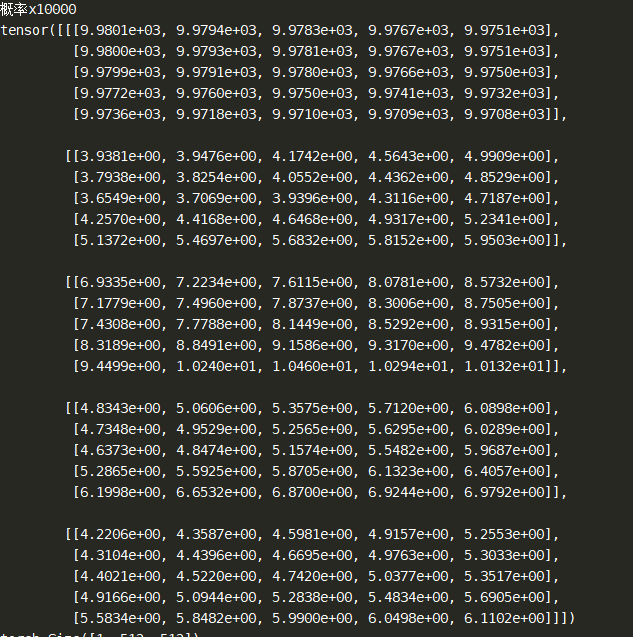 概率x10000
tensor([[[9.9801e+03, 9.9794e+03, 9.9783e+03, 9.9767e+03, 9.9751e+03],
[9.9800e+03, 9.9793e+03, 9.9781e+03, 9.9767e+03, 9.9751e+03],
[9.9799e+03, 9.9791e+03, 9.9780e+03, 9.9766e+03, 9.9750e+03],
[9.9772e+03, 9.9760e+03, 9.9750e+03, 9.9741e+03, 9.9732e+03],
[9.9736e+03, 9.9718e+03, 9.9710e+03, 9.9709e+03, 9.9708e+03]],
[[3.9381e+00, 3.9476e+00, 4.1742e+00, 4.5643e+00, 4.9909e+00],
[3.7938e+00, 3.8254e+00, 4.0552e+00, 4.4362e+00, 4.8529e+00],
[3.6549e+00, 3.7069e+00, 3.9396e+00, 4.3116e+00, 4.7187e+00],
[4.2570e+00, 4.4168e+00, 4.6468e+00, 4.9317e+00, 5.2341e+00],
[5.1372e+00, 5.4697e+00, 5.6832e+00, 5.8152e+00, 5.9503e+00]],
[[6.9335e+00, 7.2234e+00, 7.6115e+00, 8.0781e+00, 8.5732e+00],
[7.1779e+00, 7.4960e+00, 7.8737e+00, 8.3006e+00, 8.7505e+00],
[7.4308e+00, 7.7788e+00, 8.1449e+00, 8.5292e+00, 8.9315e+00],
[8.3189e+00, 8.8491e+00, 9.1586e+00, 9.3170e+00, 9.4782e+00],
[9.4499e+00, 1.0240e+01, 1.0460e+01, 1.0294e+01, 1.0132e+01]],
[[4.8343e+00, 5.0606e+00, 5.3575e+00, 5.7120e+00, 6.0898e+00],
[4.7348e+00, 4.9529e+00, 5.2565e+00, 5.6295e+00, 6.0289e+00],
[4.6373e+00, 4.8474e+00, 5.1574e+00, 5.5482e+00, 5.9687e+00],
[5.2865e+00, 5.5925e+00, 5.8705e+00, 6.1323e+00, 6.4057e+00],
[6.1998e+00, 6.6532e+00, 6.8700e+00, 6.9244e+00, 6.9792e+00]],
[[4.2206e+00, 4.3587e+00, 4.5981e+00, 4.9157e+00, 5.2553e+00],
[4.3104e+00, 4.4396e+00, 4.6695e+00, 4.9763e+00, 5.3033e+00],
[4.4021e+00, 4.5220e+00, 4.7420e+00, 5.0377e+00, 5.3517e+00],
[4.9166e+00, 5.0944e+00, 5.2838e+00, 5.4834e+00, 5.6905e+00],
[5.5834e+00, 5.8482e+00, 5.9900e+00, 6.0498e+00, 6.1102e+00]]])